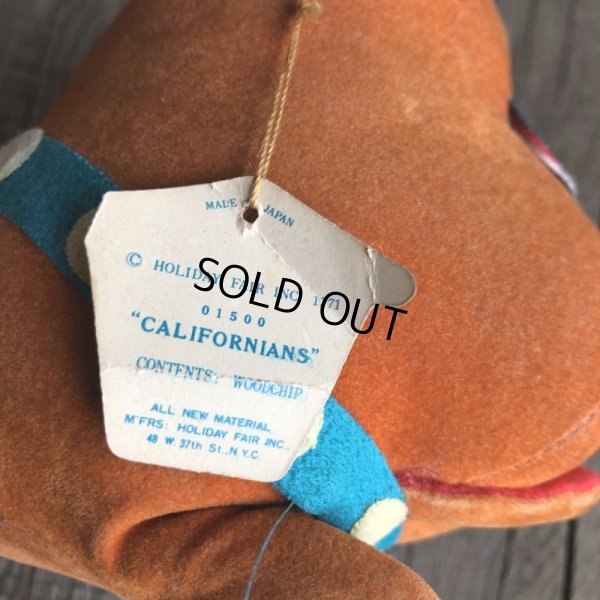 MADE JAPAN
© HOLIDAY FAIR INC. 1971
01500
"CALIFORNIANS"
CONTENTS: WOODCHIP
ALL NEW MATERIAL
M'FRS: HOLIDAY FAIR INC.,
48 W 37th St., N.Y.C.
SOLD OUT